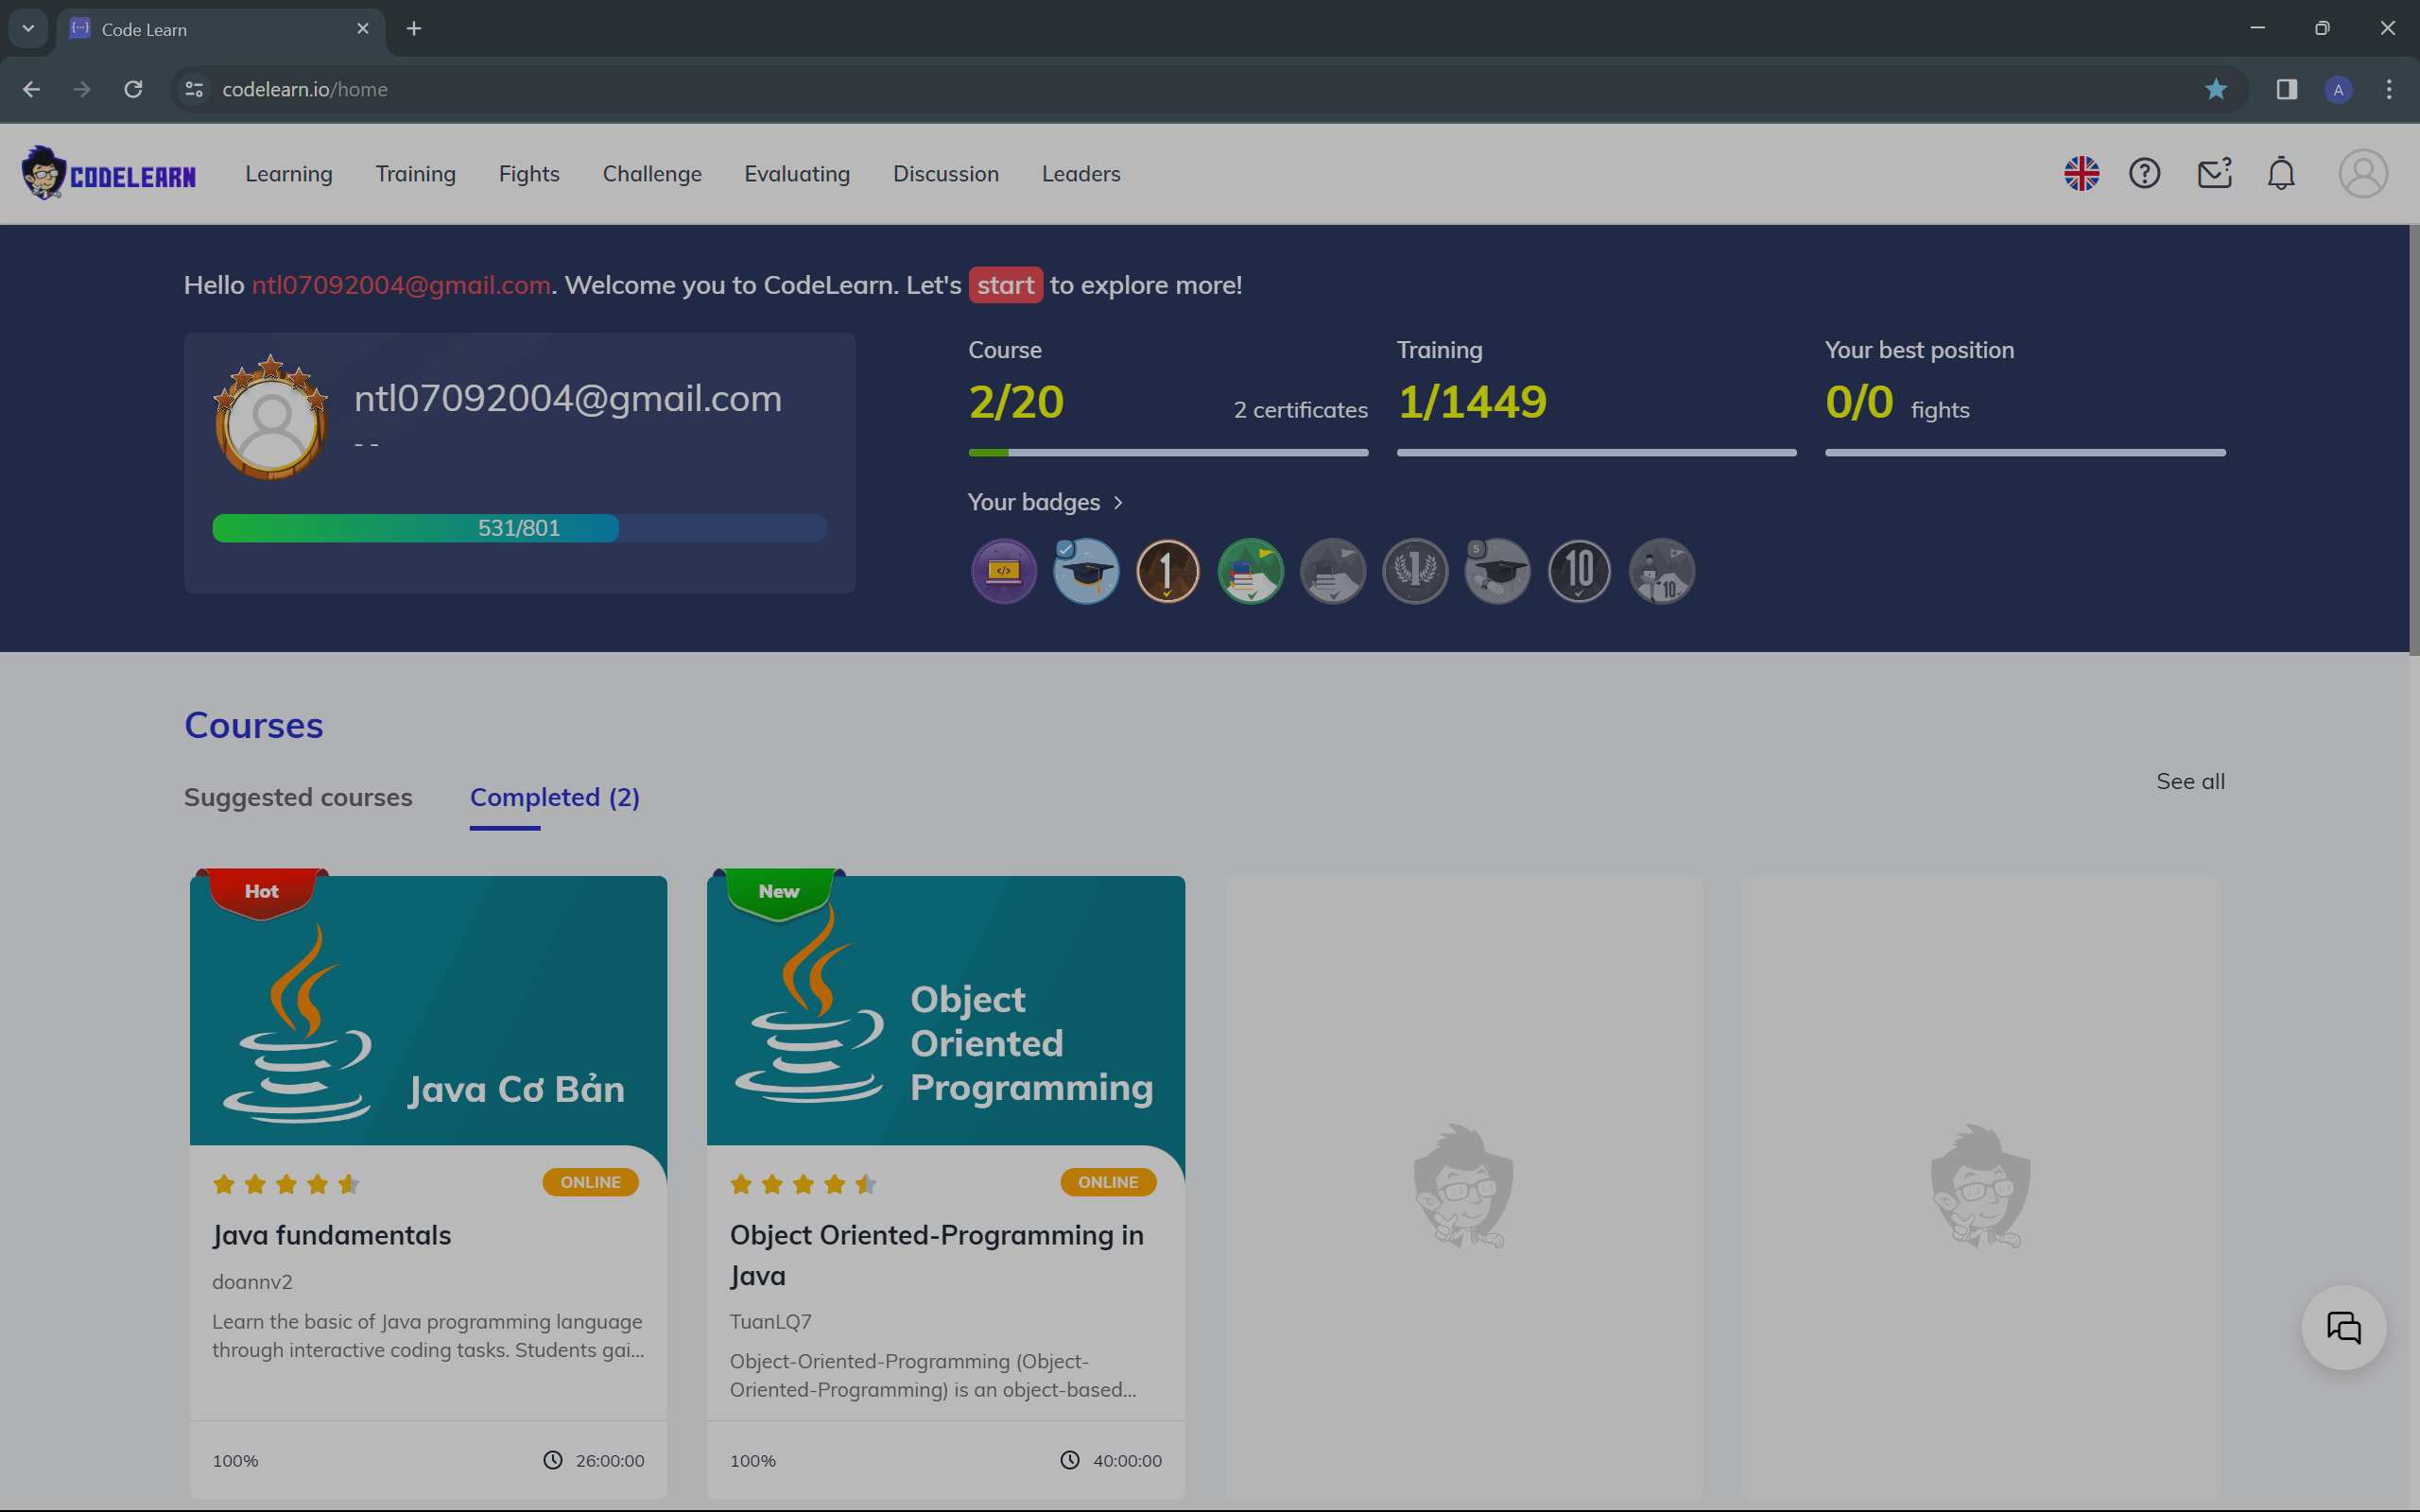 Code Learn
codelearn.io/home
A
CODELEARN
Learning Training Fights Challenge Evaluating Discussion Leaders
Hello ntl07092004@gmail.com. Welcome you to CodeLearn. Let's start to explore more!
ntl07092004@gmail.com
- -
531/801
Course
2/20
2 certificates
Training
1/1449
Your best position
0/0 fights
Your badges >
</>
1
1
5
10
10
Courses
Suggested courses
Completed (2)
See all
Hot
Java Cơ Bản
ONLINE
Java fundamentals
doannv2
Learn the basic of Java programming language
through interactive coding tasks. Students gai...
100%
26:00:00
New
Object
Oriented
Programming
ONLINE
Object Oriented-Programming in
Java
TuanLQ7
Object-Oriented-Programming (Object-
Oriented-Programming) is an object-based...
100%
40:00:00